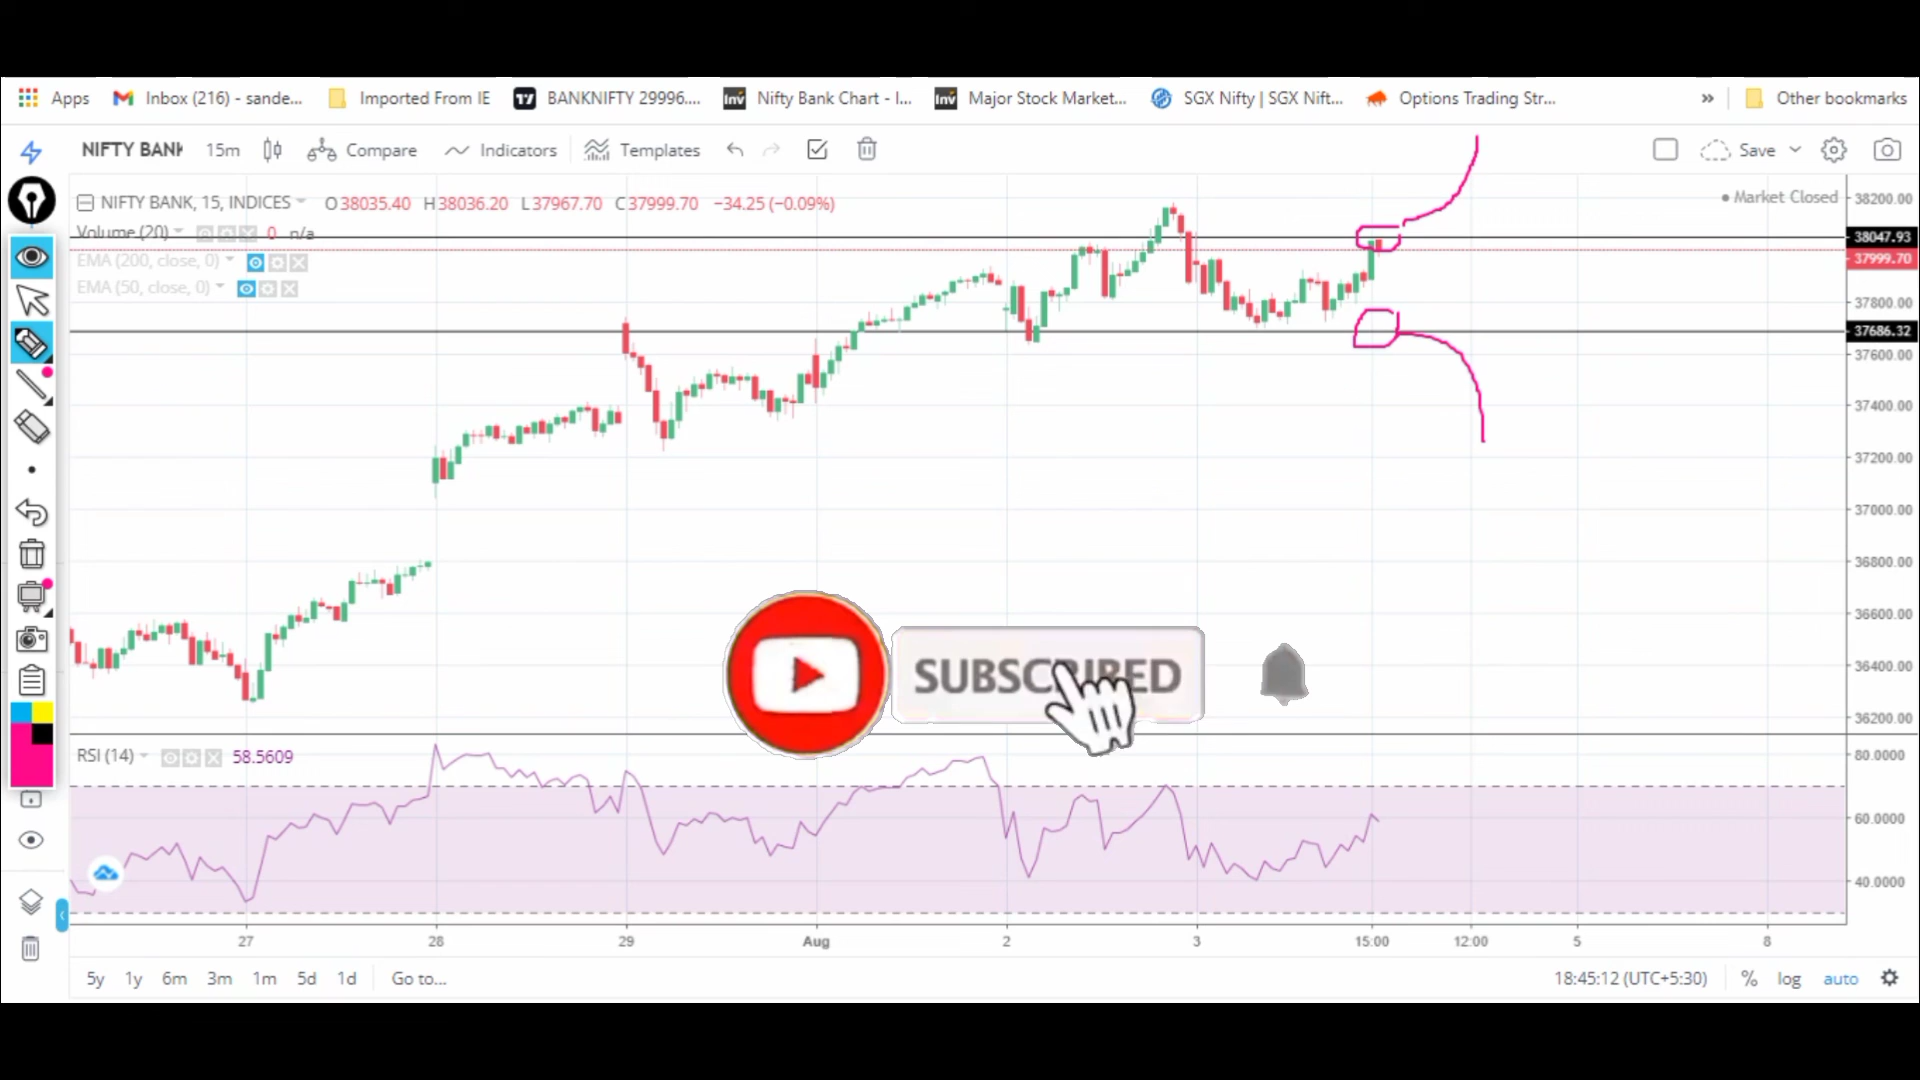 Apps Inbox (216) - sande... Imported From IE BANKNIFTY 29996.... Nifty Bank Chart - I... Major Stock Market... SGX Nifty | SGX Nift... Options Trading Str... » Other bookmarks
NIFTY BANK 15m Compare Indicators Templates Save
NIFTY BANK, 15, INDICES O38035.40 H38036.20 L37967.70 C37999.70 −34.25 (−0.09%)
Market Closed
38200.00
Volume (20) 0 n/a
38047.93
EMA (200, close, 0)
37999.70
EMA (50, close, 0)
37800.00
37686.32
37600.00
37400.00
37200.00
37000.00
36800.00
36600.00
SUBSCRIBED
36400.00
36200.00
RSI (14) 58.5609
80.0000
60.0000
40.0000
27 28 29 Aug 2 3 15:00 12:00 5 8
5y 1y 6m 3m 1m 5d 1d Go to... 18:45:12 (UTC+5:30) % log auto